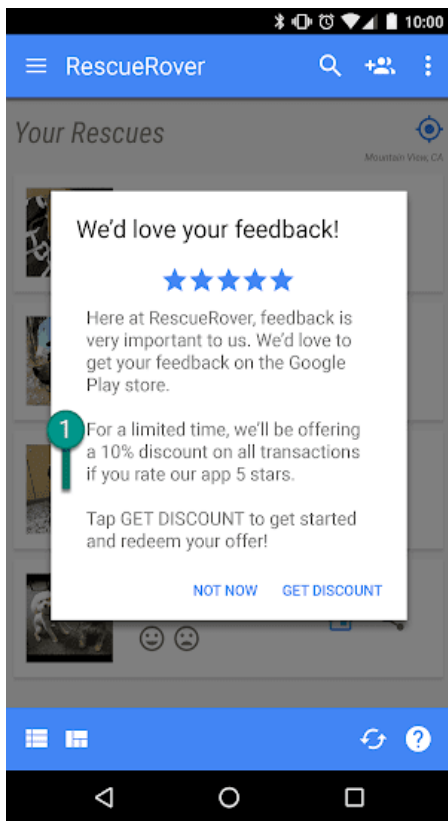 10:00
RescueRover
Your Rescues
Mountain View, CA
We'd love your feedback!
Here at RescueRover, feedback is
very important to us. We'd love to
get your feedback on the Google
Play store.
1
For a limited time, we'll be offering
a 10% discount on all transactions
if you rate our app 5 stars.
Tap GET DISCOUNT to get started
and redeem your offer!
NOT NOW GET DISCOUNT